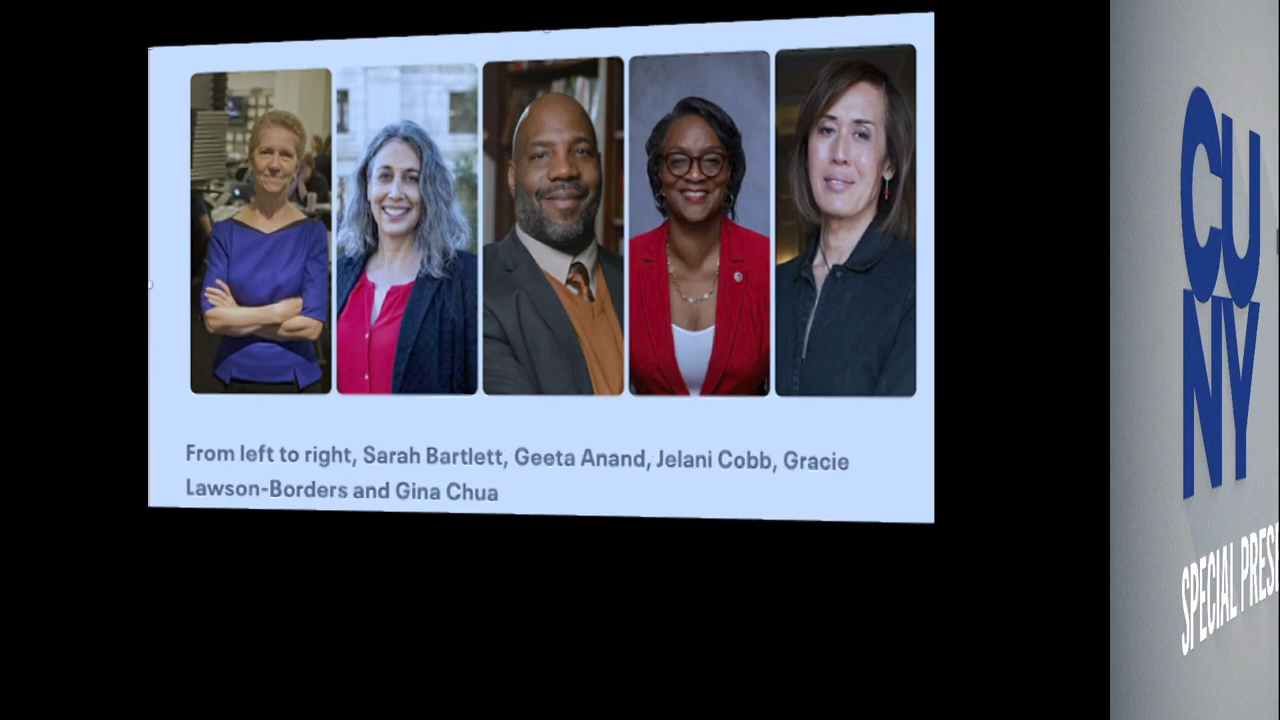 From left to right, Sarah Bartlett, Geeta Anand, Jelani Cobb, Gracie
Lawson-Borders and Gina Chua
CU
NY
SPECIAL PRES